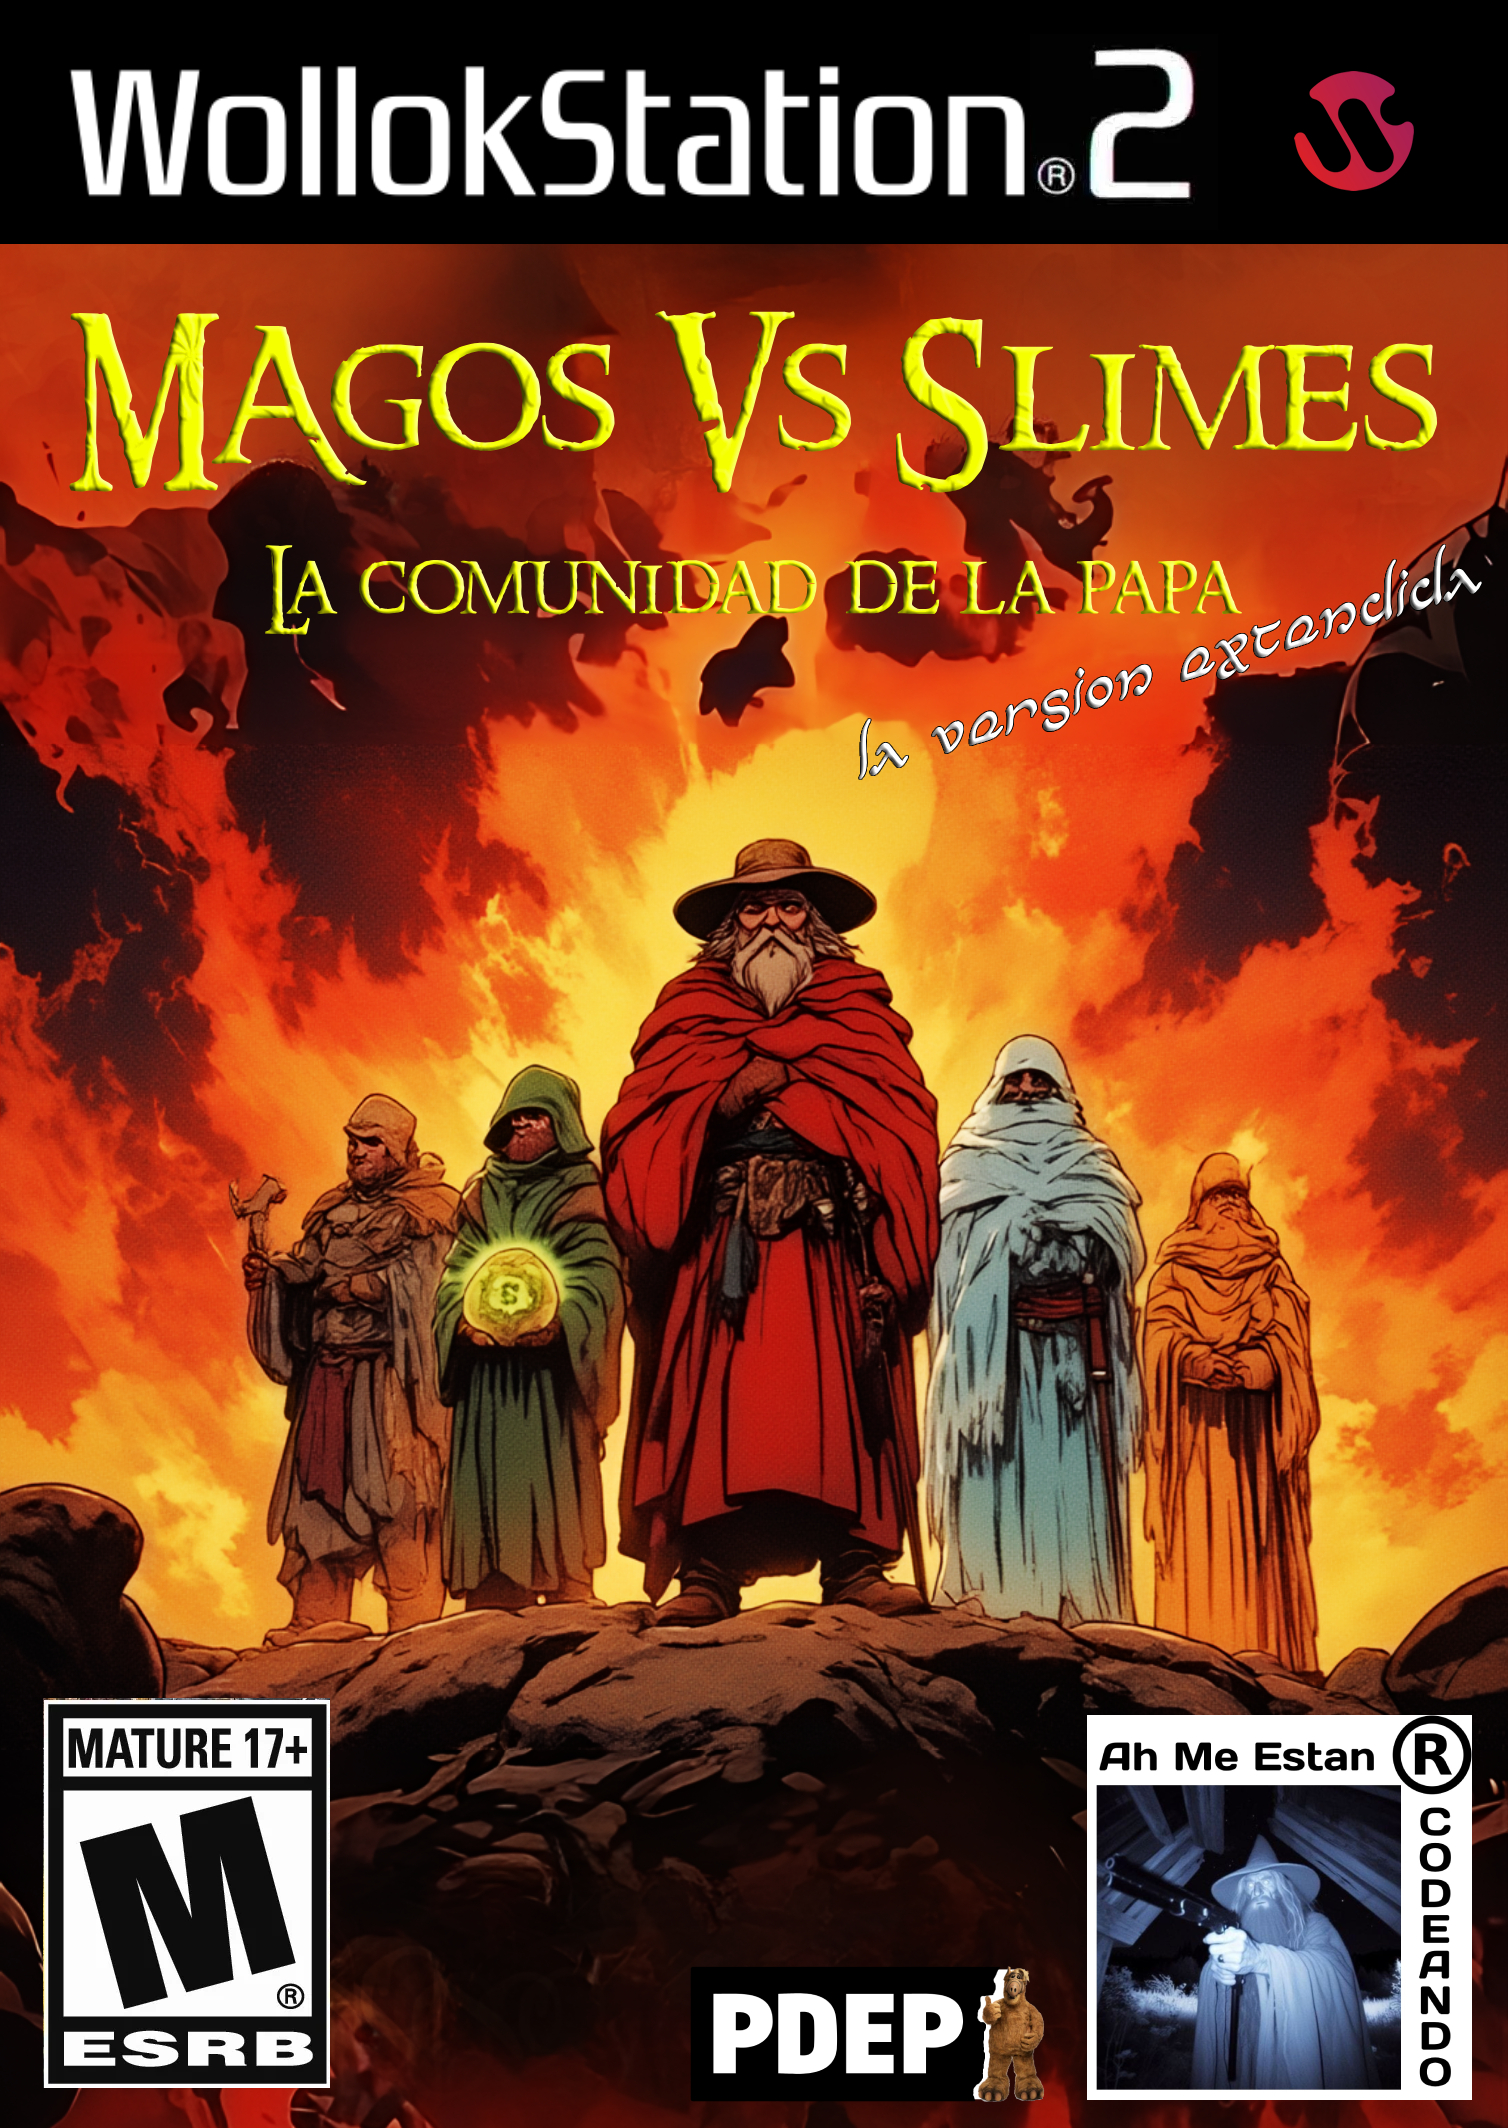 WollokStation® 2
Magos Vs Slimes
La comunidad de la papa
la version extendida
MATURE 17+
M
®
ESRB
PDEP
Ah Me Estan ®
CODEANDO